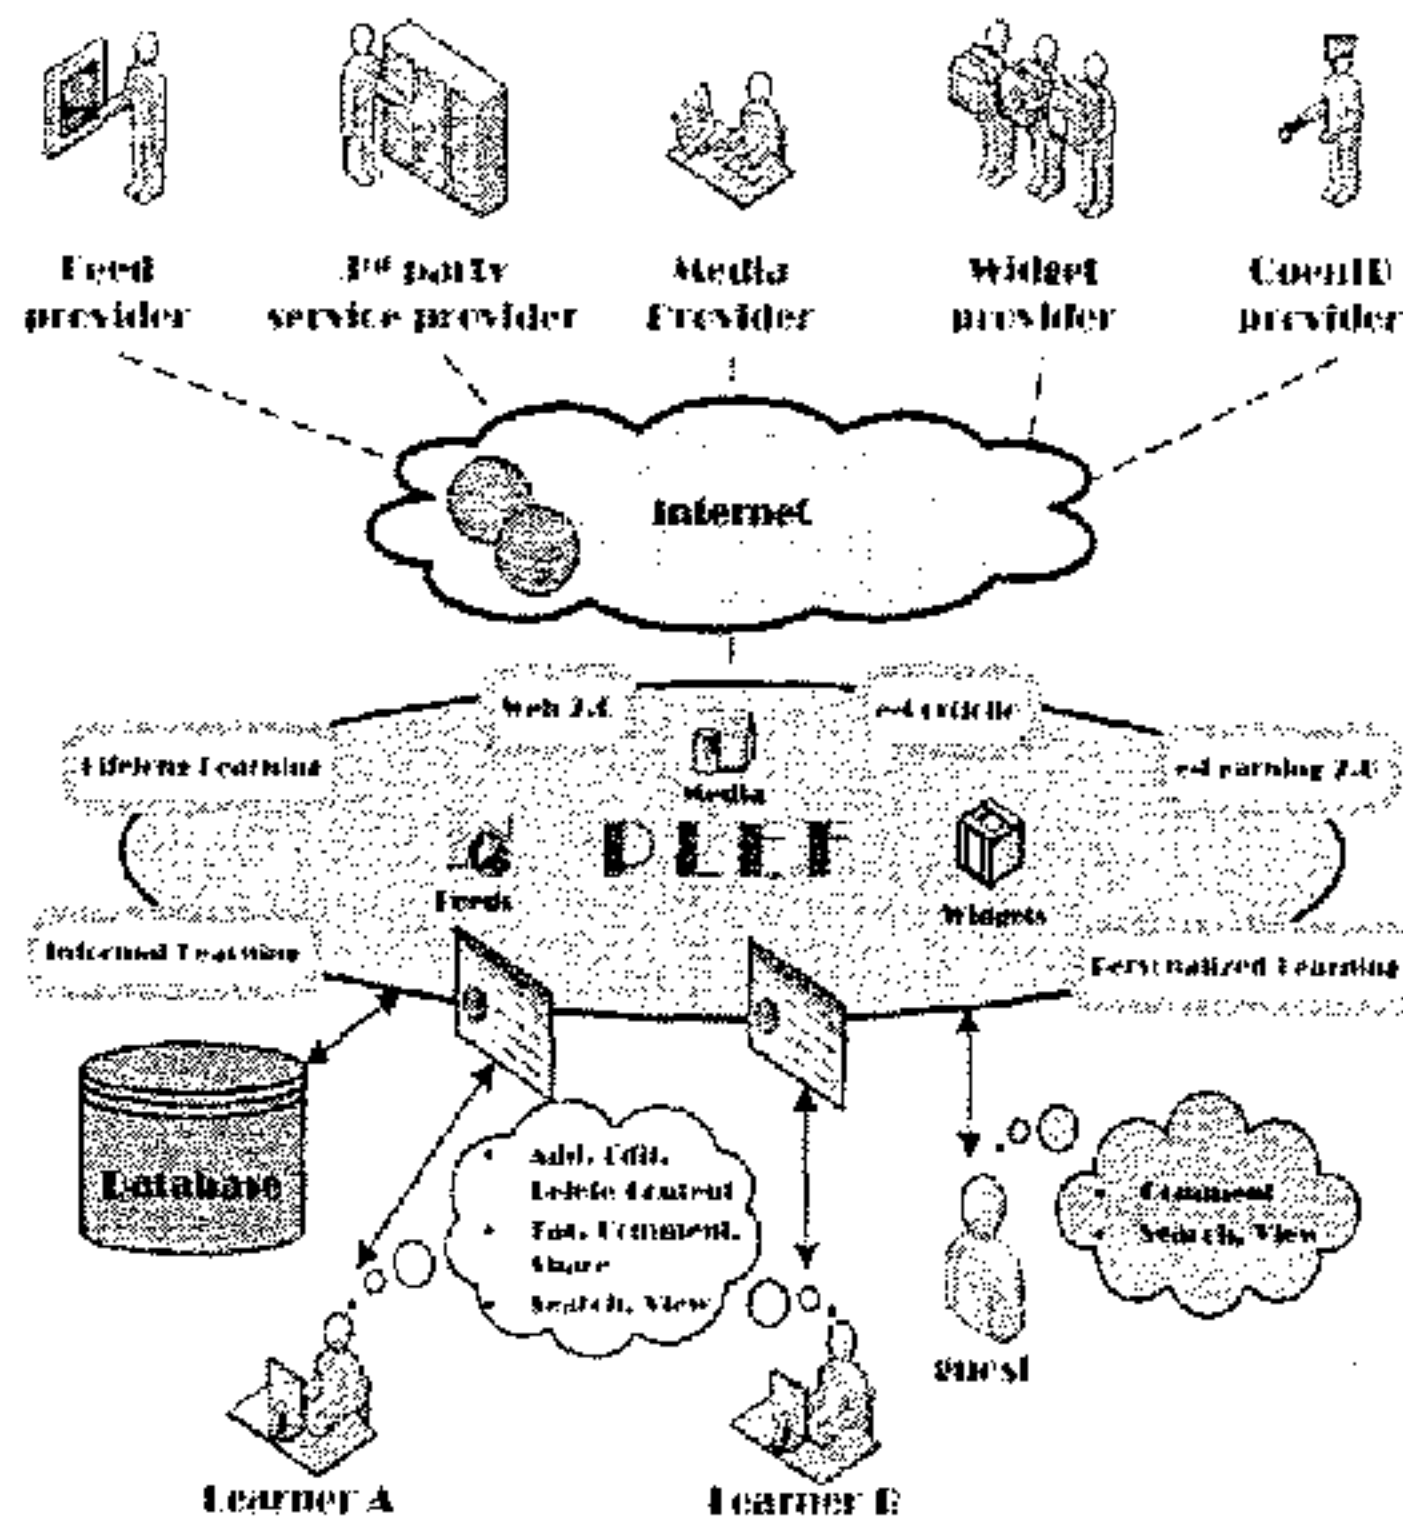 Feed
provider
3rd party
service provider
Media
Provider
Widget
provider
OpenID
provider
Internet
Web 2.0
e-Portfolio
Lifelong Learning
e-Learning 2.0
Media
Feeds
Widgets
Informal Learning
Personalized Learning
Database
• Add, Edit,
Delete Content
• Tag, Comment,
Share
• Search, View
• Comment
• Search, View
guest
Learner A
Learner B